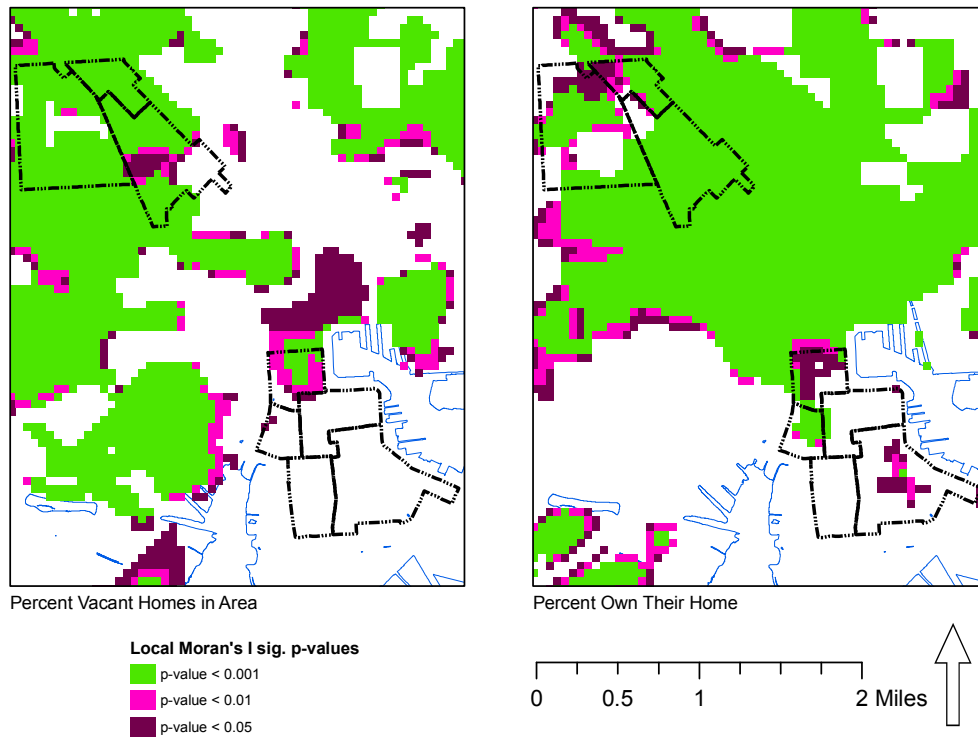 Percent Vacant Homes in Area
Percent Own Their Home
Local Moran's I sig. p-values
p-value < 0.001
p-value < 0.01
p-value < 0.05
0 0.5 1 2 Miles